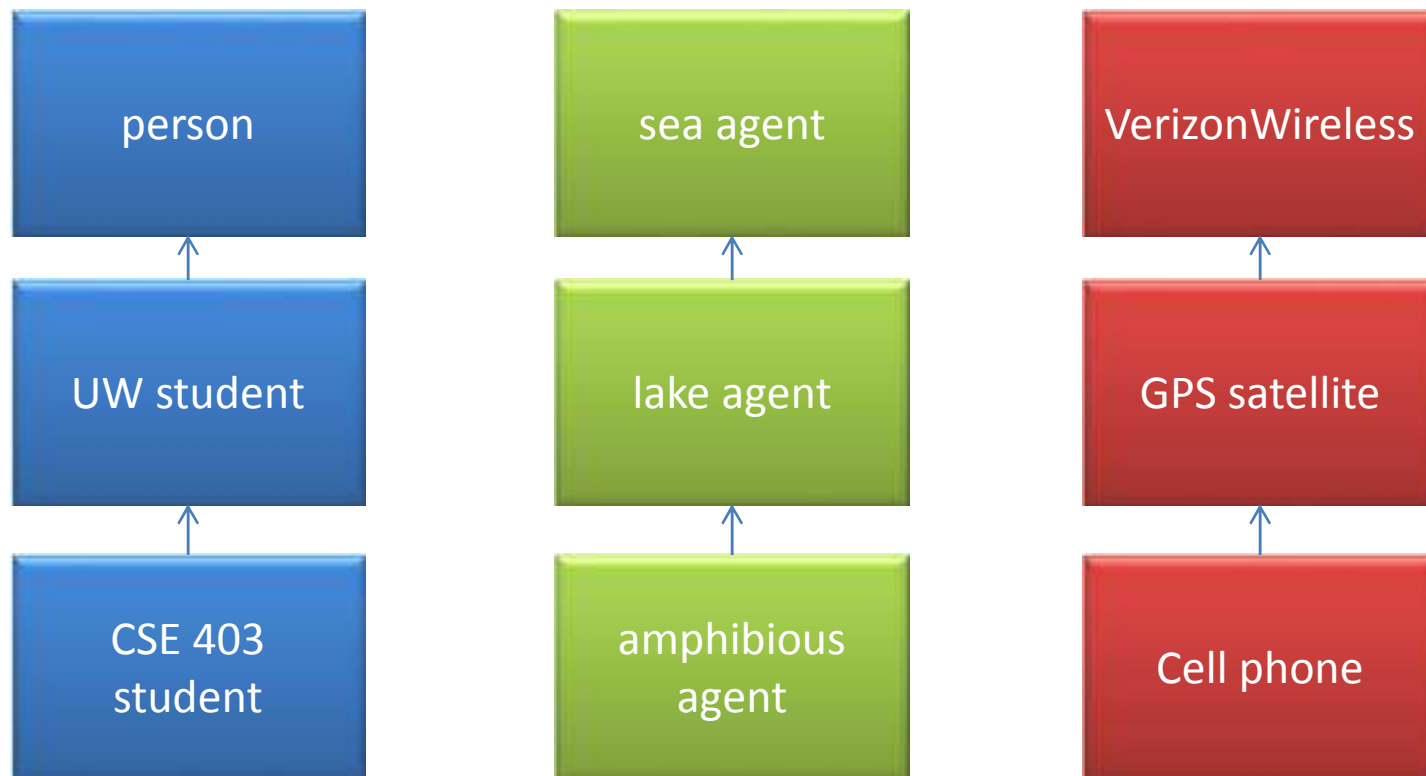 person
sea agent
VerizonWireless
UW student
lake agent
GPS satellite
CSE 403
student
amphibious
agent
Cell phone